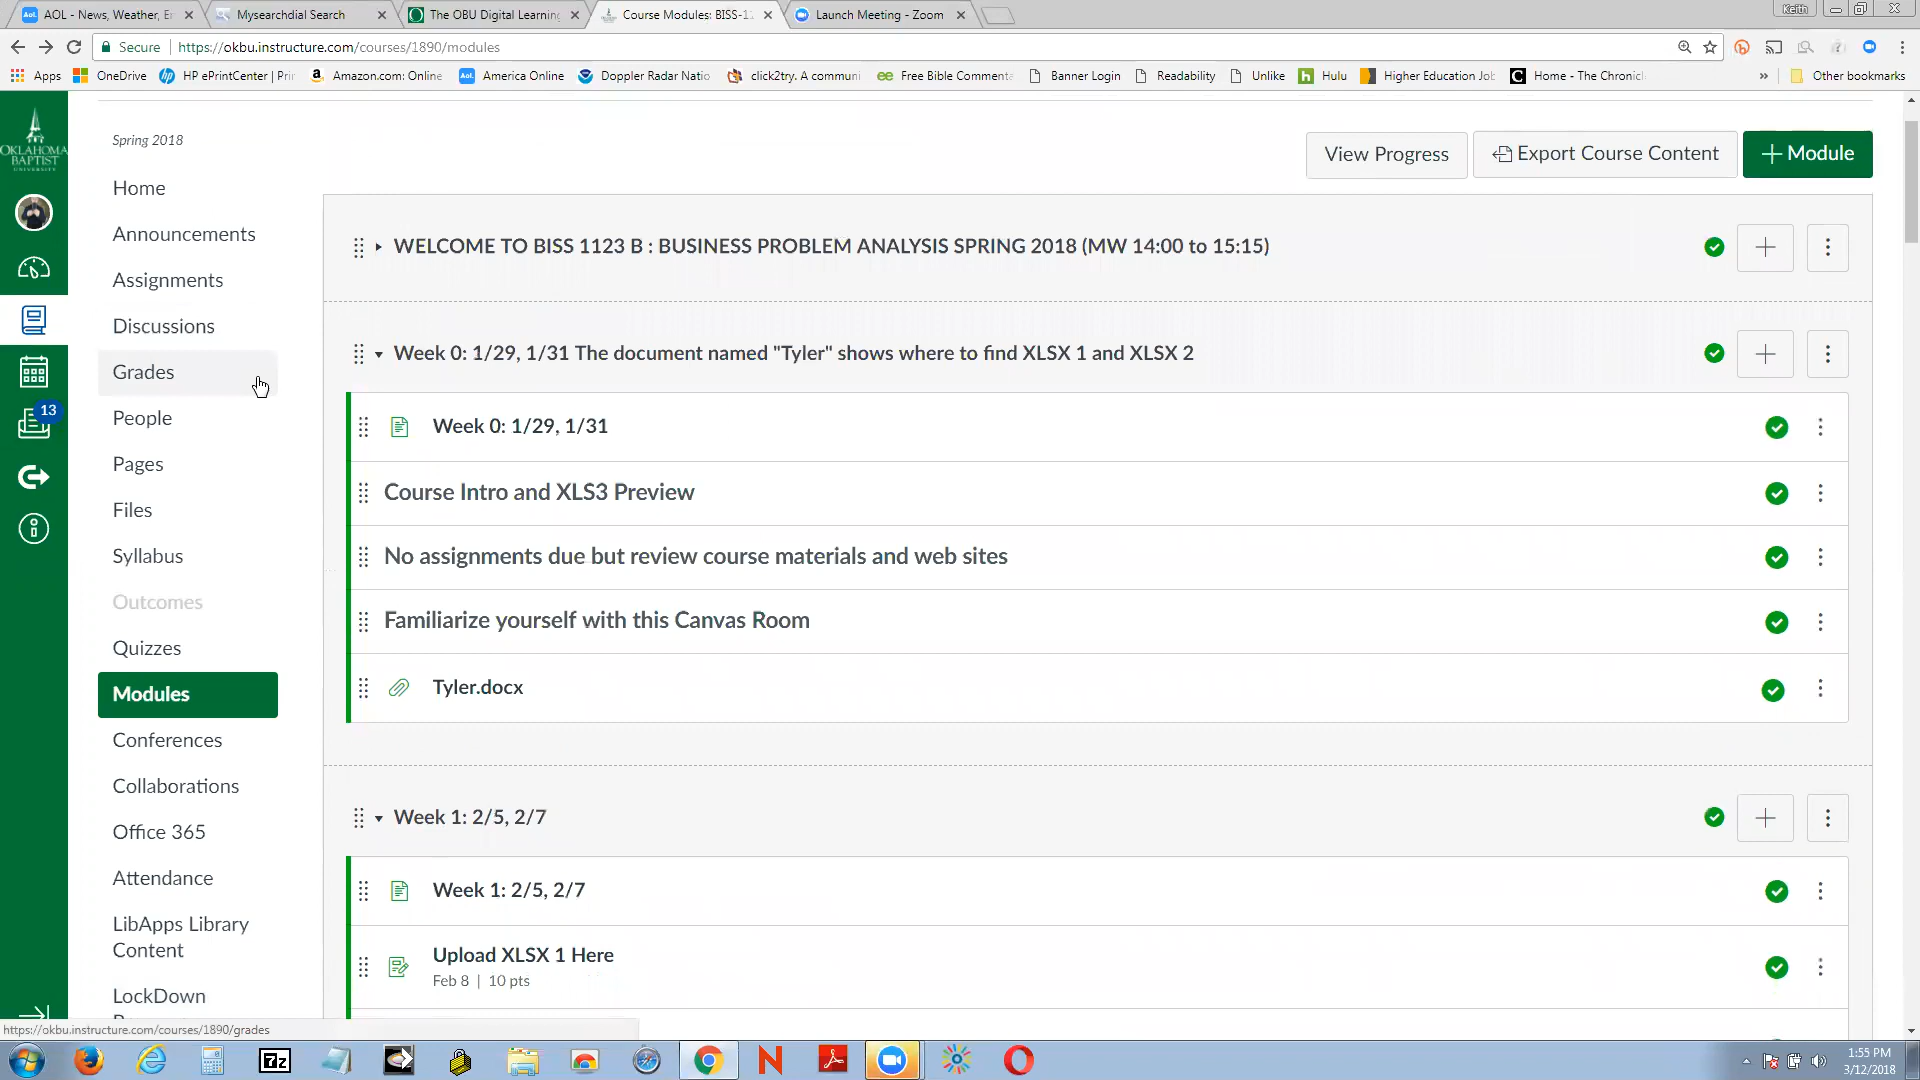 AOL - News, Weather, En
Mysearchdial Search
The OBU Digital Learning
Course Modules: BISS-11
Launch Meeting - Zoom
Keith
Secure
https://okbu.instructure.com/courses/1890/modules
Apps
OneDrive
HP ePrintCenter | Pri
Amazon.com: Online
America Online
Doppler Radar Natio
click2try. A communi
Free Bible Comment
Banner Login
Readability
Unlike
Hulu
Higher Education Jo
Home - The Chronicl
»
Other bookmarks
OKLAHOMA
BAPTIST
UNIVERSITY
13
Spring 2018
Home
Announcements
Assignments
Discussions
Grades
People
Pages
Files
Syllabus
Outcomes
Quizzes
Modules
Conferences
Collaborations
Office 365
Attendance
LibApps Library
Content
LockDown
View Progress
Export Course Content
+ Module
WELCOME TO BISS 1123 B : BUSINESS PROBLEM ANALYSIS SPRING 2018 (MW 14:00 to 15:15)
Week 0: 1/29, 1/31 The document named "Tyler" shows where to find XLSX 1 and XLSX 2
Week 0: 1/29, 1/31
Course Intro and XLS3 Preview
No assignments due but review course materials and web sites
Familiarize yourself with this Canvas Room
Tyler.docx
Week 1: 2/5, 2/7
Week 1: 2/5, 2/7
Upload XLSX 1 Here
Feb 8 | 10 pts
https://okbu.instructure.com/courses/1890/grades
7z
1:55 PM
3/12/2018